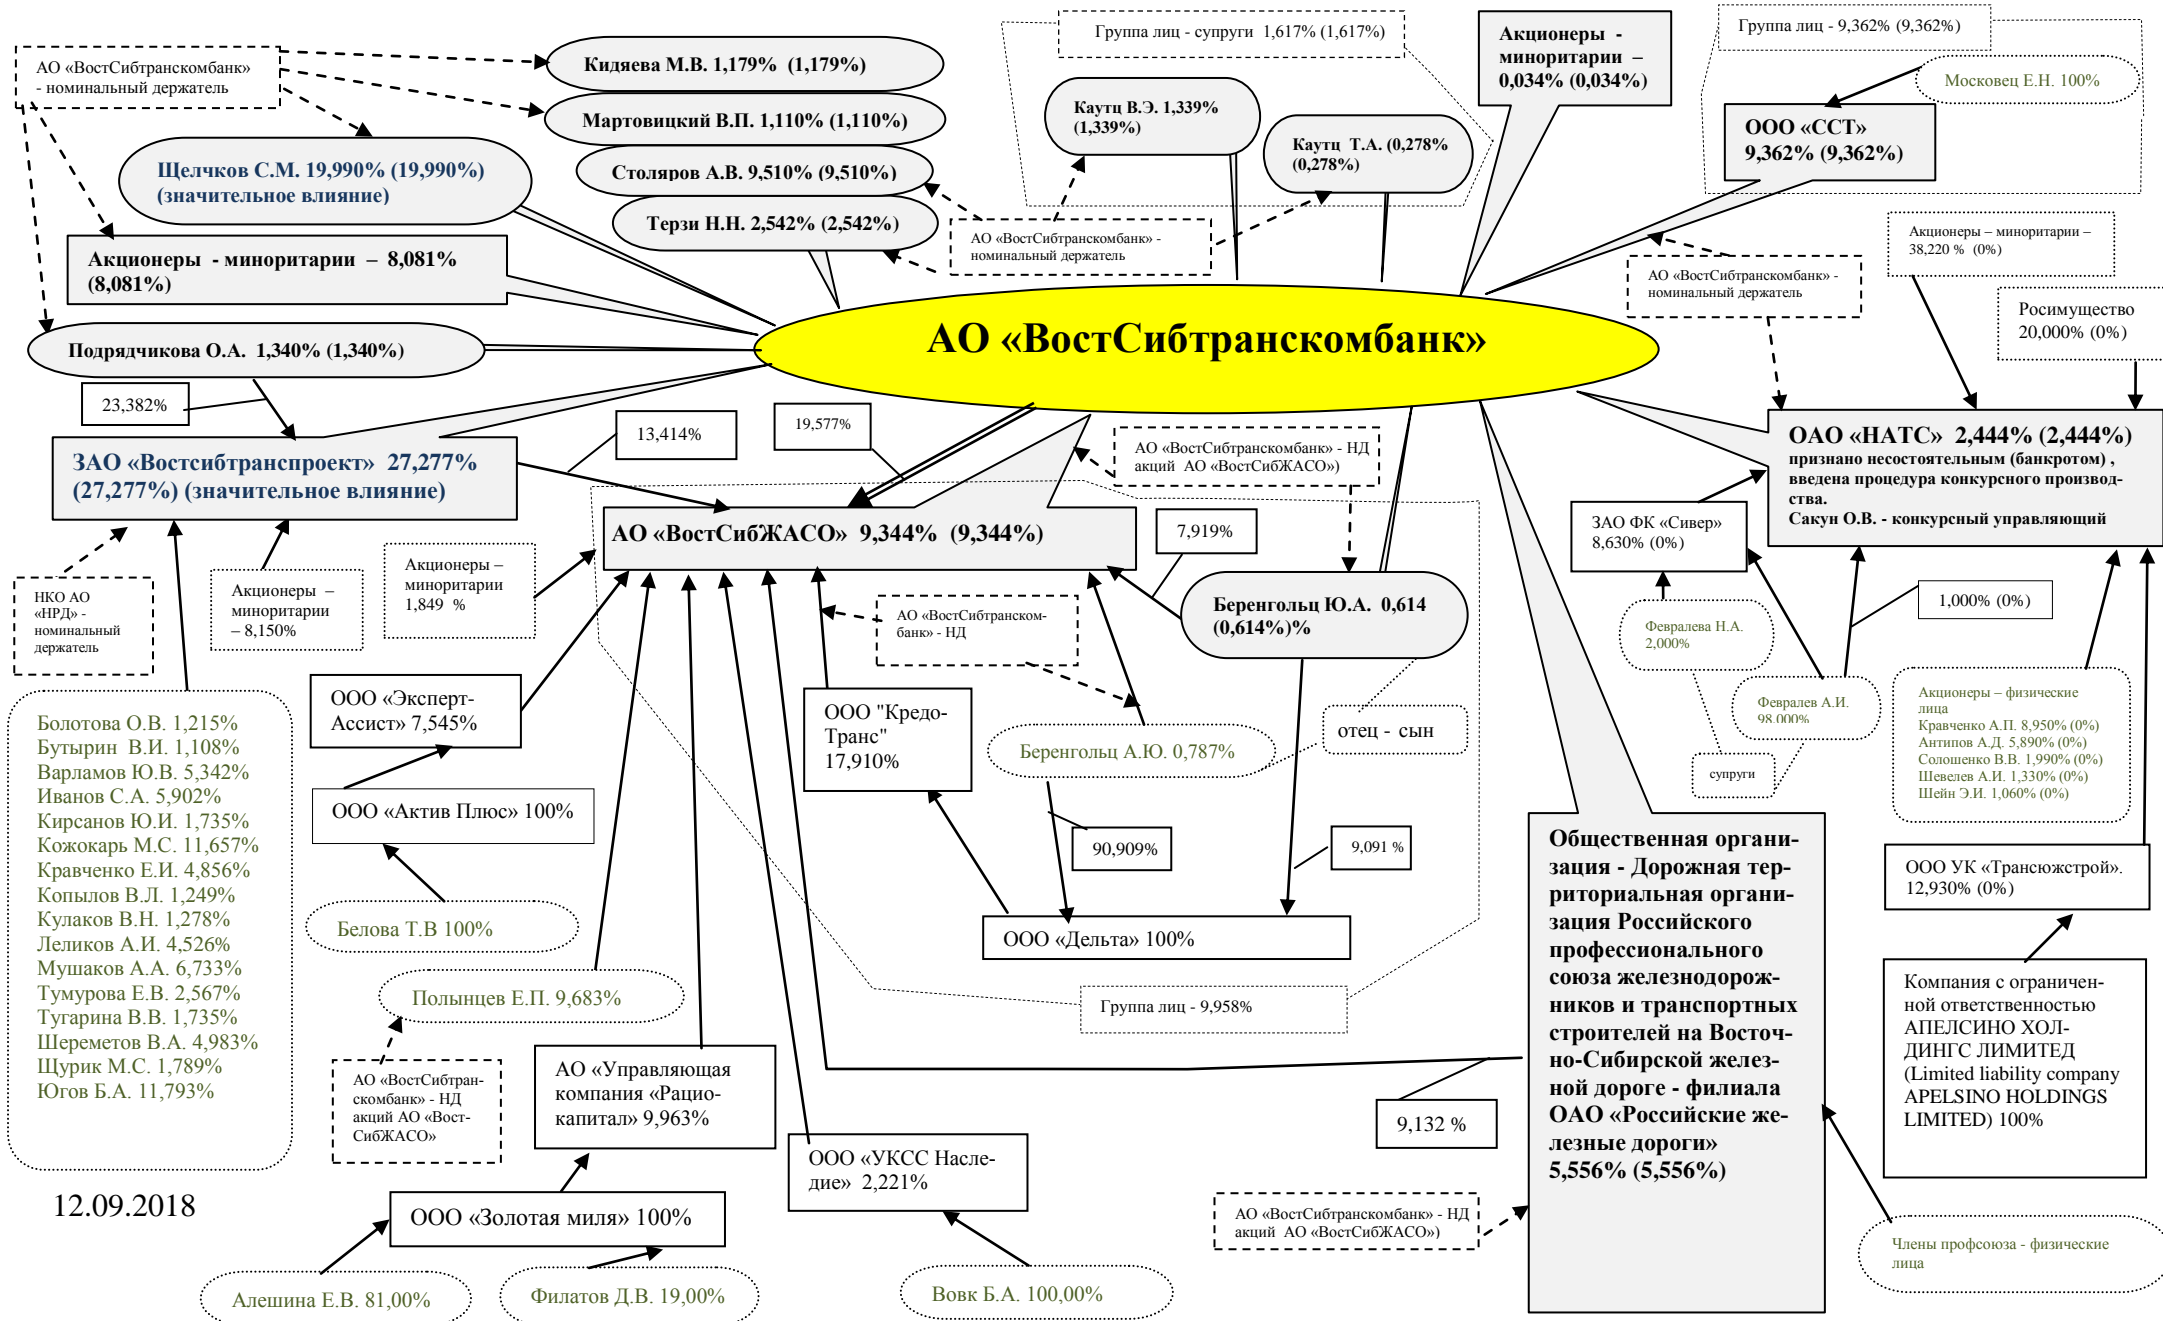 АО «ВостСибтранскомбанк»
- номинальный держатель
Кидяева М.В. 1,179% (1,179%)
Мартовицкий В.П. 1,110% (1,110%)
Столяров А.В. 9,510% (9,510%)
Терзи Н.Н. 2,542% (2,542%)
Щелчков С.М. 19,990% (19,990%)
(значительное влияние)
Акционеры - миноритарии – 8,081%
(8,081%)
Подрядчикова О.А. 1,340% (1,340%)
Группа лиц - супруги 1,617% (1,617%)
Каутц В.Э. 1,339%
(1,339%)
Каутц Т.А. (0,278%
(0,278%)
АО «ВостСибтранскомбанк» -
номинальный держатель
Акционеры -
миноритарии –
0,034% (0,034%)
Группа лиц - 9,362% (9,362%)
Московец Е.Н. 100%
ООО «ССТ»
9,362% (9,362%)
АО «ВостСибтранскомбанк» -
номинальный держатель
Акционеры – миноритарии –
38,220 % (0%)
Росимущество
20,000% (0%)
АО «ВостСибтранскомбанк»
23,382%
13,414%
19,577%
ЗАО «Востсибтранспроект» 27,277%
(27,277%) (значительное влияние)
АО «ВостСибтранскомбанк» - НД
акций АО «ВостСибЖАСО»)
ОАО «НАТС» 2,444% (2,444%)
признано несостоятельным (банкротом) ,
введена процедура конкурсного производ-
ства.
Сакун О.В. - конкурсный управляющий
АО «ВостСибЖАСО» 9,344% (9,344%)
7,919%
ЗАО ФК «Сивер»
8,630% (0%)
НКО АО
«НРД» -
номинальный
держатель
Акционеры –
миноритарии
– 8,150%
Акционеры –
миноритарии
1,849 %
АО «ВостСибтранском-
банк» - НД
Беренгольц Ю.А. 0,614
(0,614%)%
1,000% (0%)
Февралева Н.А.
2,000%
Февралев А.И.
98,000%
супруги
Акционеры – физические
лица
Кравченко А.П. 8,950% (0%)
Антипов А.Д. 5,890% (0%)
Солошенко В.В. 1,990% (0%)
Шевелев А.И. 1,330% (0%)
Шейн Э.И. 1,060% (0%)
Болотова О.В. 1,215%
Бутырин В.И. 1,108%
Варламов Ю.В. 5,342%
Иванов С.А. 5,902%
Кирсанов Ю.И. 1,735%
Кожокарь М.С. 11,657%
Кравченко Е.И. 4,856%
Копылов В.Л. 1,249%
Кулаков В.Н. 1,278%
Леликов А.И. 4,526%
Мушаков А.А. 6,733%
Тумурова Е.В. 2,567%
Тугарина В.В. 1,735%
Шереметов В.А. 4,983%
Щурик М.С. 1,789%
Югов Б.А. 11,793%
ООО «Эксперт-
Ассист» 7,545%
ООО "Кредо-
Транс"
17,910%
Беренгольц А.Ю. 0,787%
отец - сын
ООО «Актив Плюс» 100%
90,909%
9,091 %
Белова Т.В 100%
ООО «Дельта» 100%
Полынцев Е.П. 9,683%
Группа лиц - 9,958%
Общественная органи-
зация - Дорожная тер-
риториальная органи-
зация Российского
профессионального
союза железнодорож-
ников и транспортных
строителей на Восточ-
но-Сибирской желез-
ной дороге - филиала
ОАО «Российские же-
лезные дороги»
5,556% (5,556%)
ООО УК «Трансюжстрой».
12,930% (0%)
Компания с ограничен-
ной ответственностью
АПЕЛСИНО ХОЛ-
ДИНГС ЛИМИТЕД
(Limited liability company
APELSINO HOLDINGS
LIMITED) 100%
АО «ВостСибтран-
скомбанк» - НД
акций АО «Вост-
СибЖАСО»
АО «Управляющая
компания «Рацио-
капитал» 9,963%
9,132 %
ООО «УКСС Насле-
дие» 2,221%
12.09.2018
ООО «Золотая миля» 100%
АО «ВостСибтранскомбанк» - НД
акций АО «ВостСибЖАСО»)
Члены профсоюза - физические
лица
Алешина Е.В. 81,00%
Филатов Д.В. 19,00%
Вовк Б.А. 100,00%